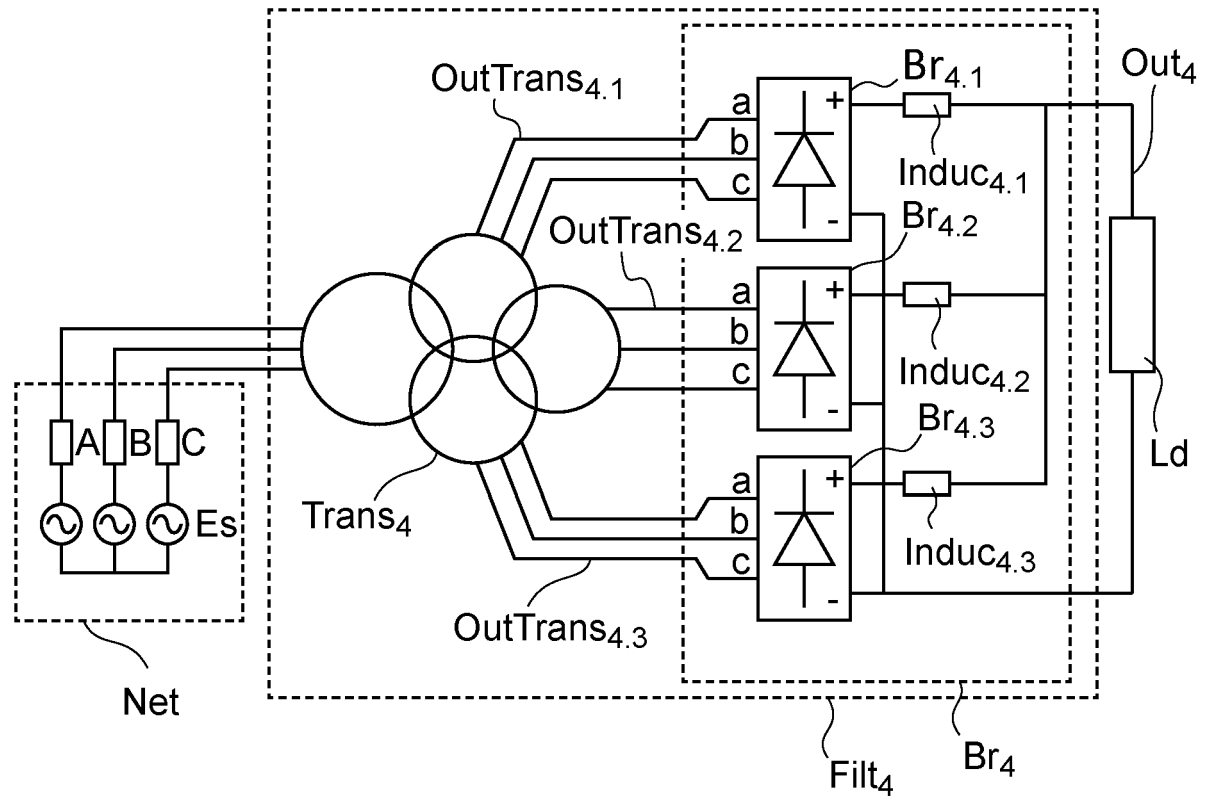 OutTrans4.1
Br4.1
Out4
a
+
b
c
-
Induc4.1
OutTrans4.2
Br4.2
a
+
b
c
-
Induc4.2
Br4.3
Ld
A B C
Trans4
a
+
b
c
-
Es
Induc4.3
OutTrans4.3
Net
Filt4
Br4